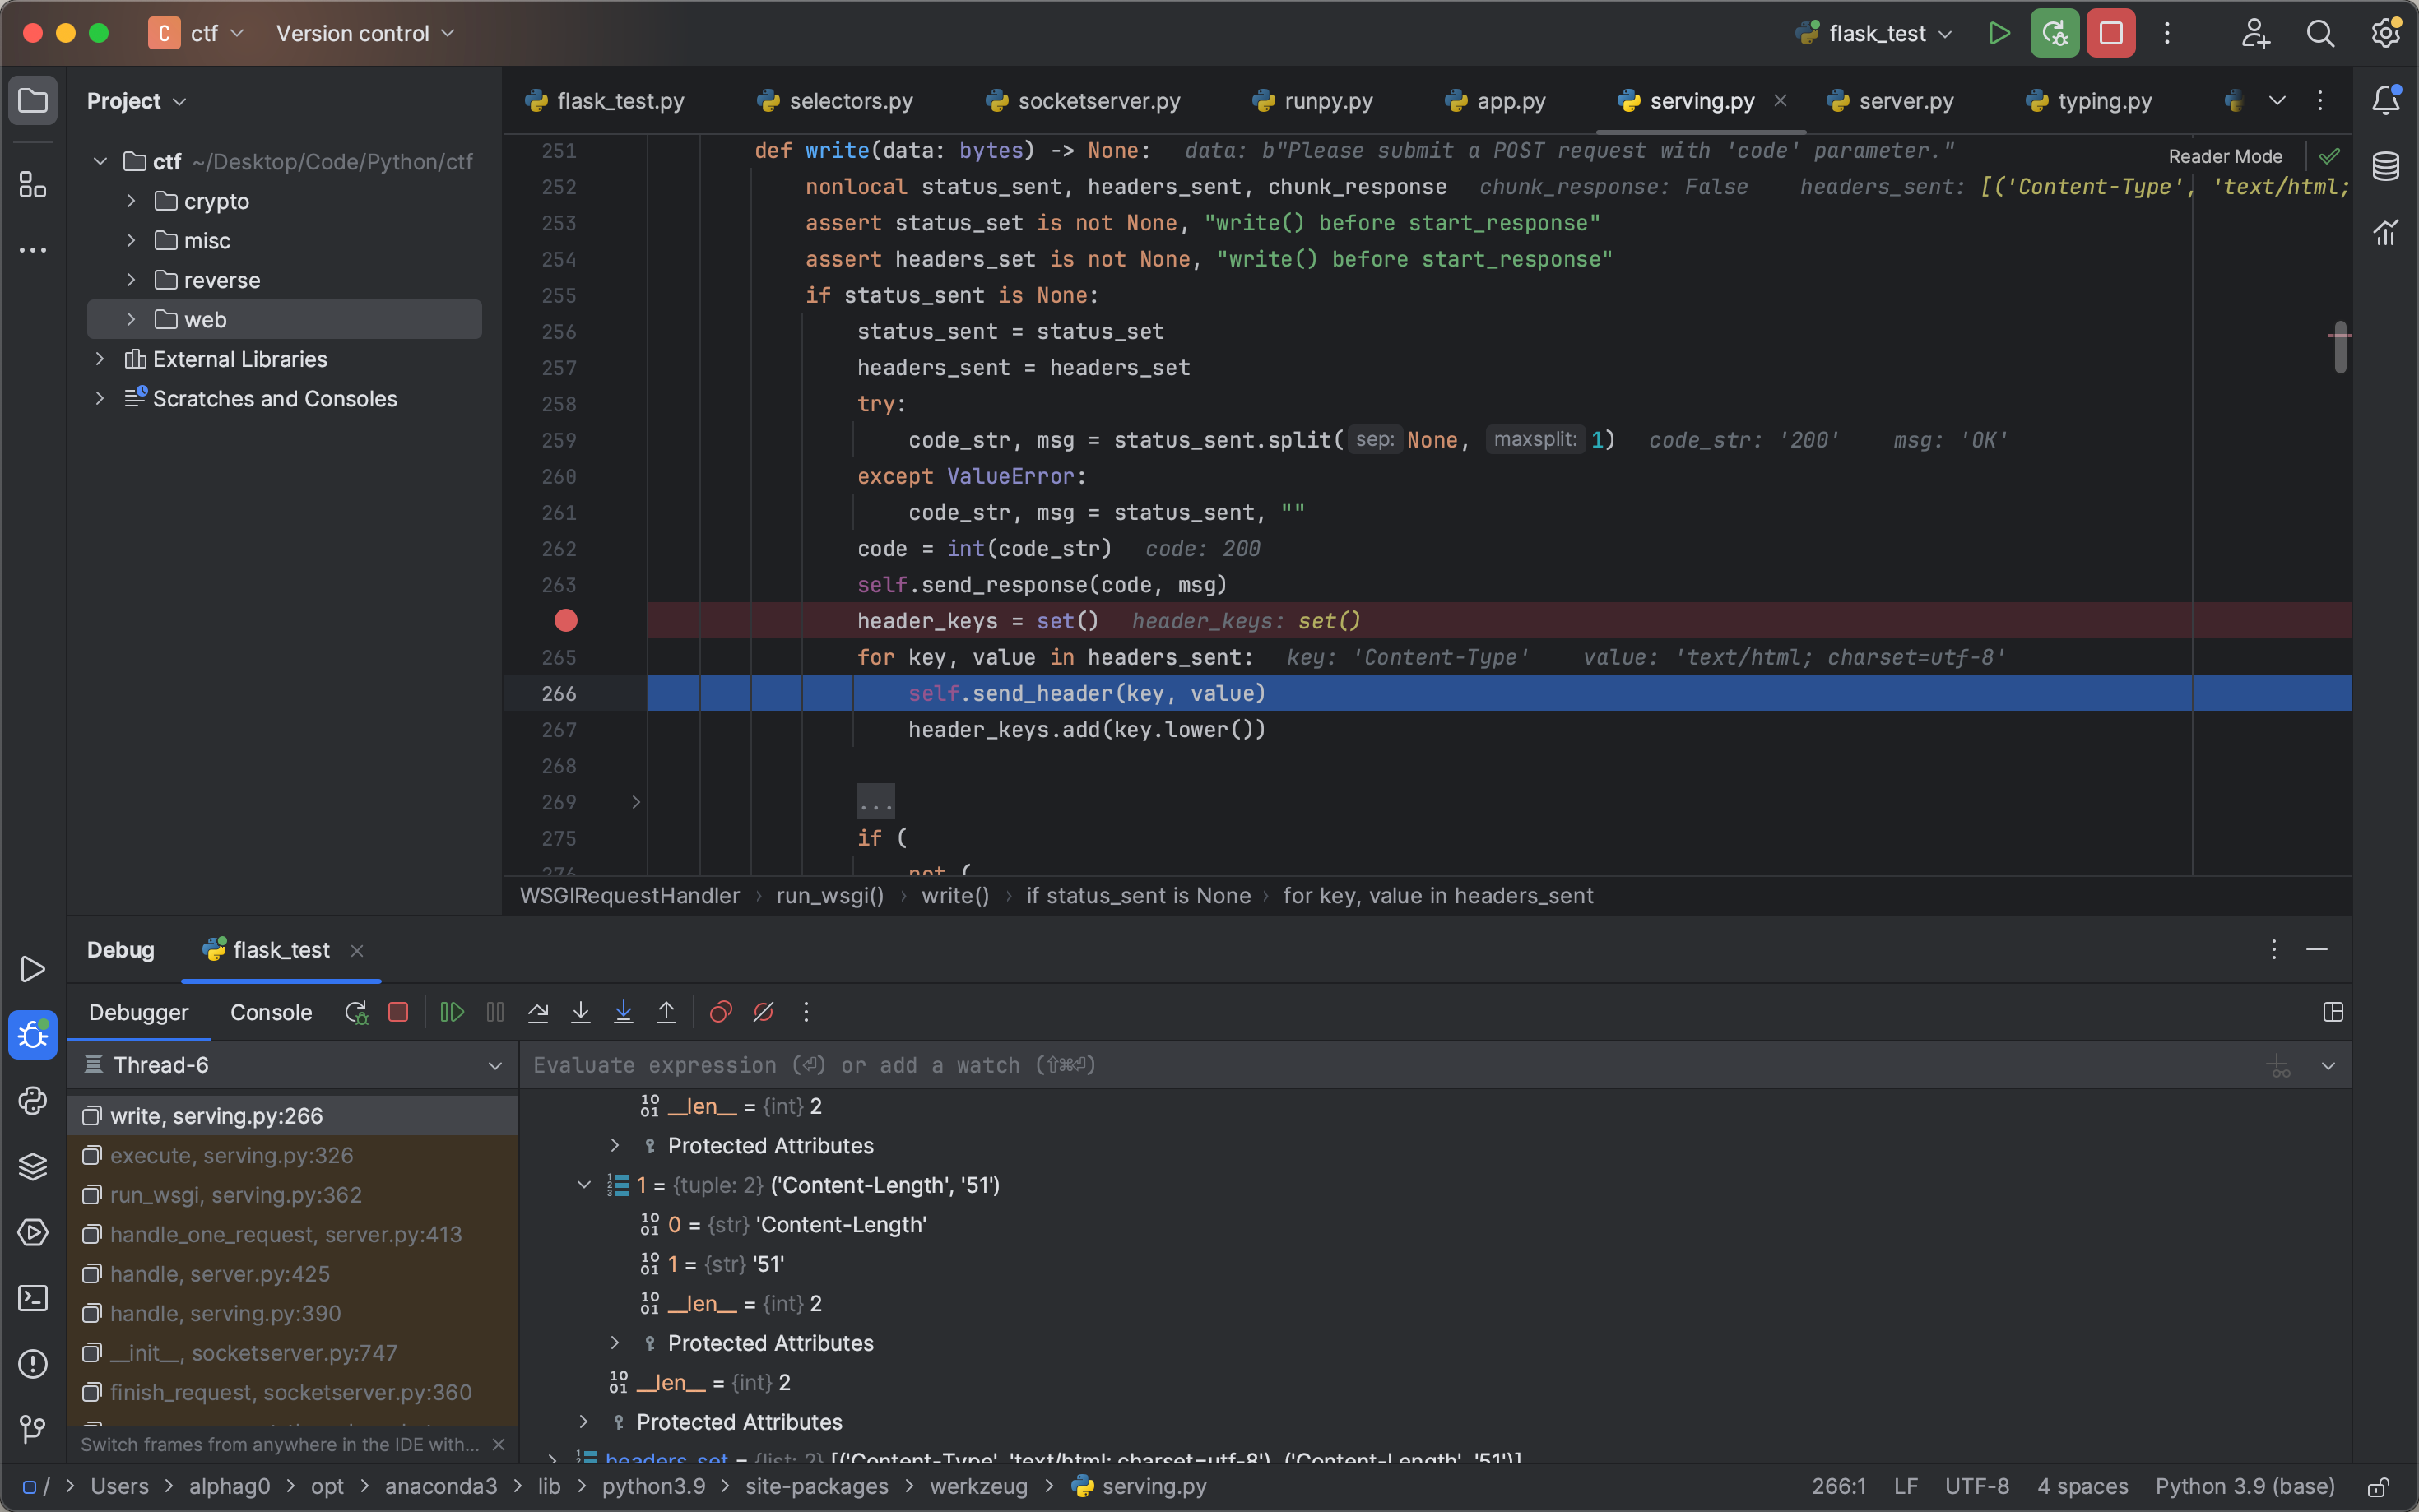 C ctf Version control flask_test
Project
flask_test.py selectors.py socketserver.py runpy.py app.py serving.py server.py typing.py
ctf ~/Desktop/Code/Python/ctf
crypto
misc
reverse
web
External Libraries
Scratches and Consoles
Reader Mode
251 def write(data: bytes) -> None: data: b"Please submit a POST request with 'code' parameter."
252 nonlocal status_sent, headers_sent, chunk_response chunk_response: False headers_sent: [('Content-Type', 'text/html;
253 assert status_set is not None, "write() before start_response"
254 assert headers_set is not None, "write() before start_response"
255 if status_sent is None:
256 status_sent = status_set
257 headers_sent = headers_set
258 try:
259 code_str, msg = status_sent.split( sep: None, maxsplit: 1) code_str: '200' msg: 'OK'
260 except ValueError:
261 code_str, msg = status_sent, ""
262 code = int(code_str) code: 200
263 self.send_response(code, msg)
header_keys = set() header_keys: set()
265 for key, value in headers_sent: key: 'Content-Type' value: 'text/html; charset=utf-8'
266 self.send_header(key, value)
267 header_keys.add(key.lower())
268
269 ...
275 if (
276 not (
WSGIRequestHandler › run_wsgi() › write() › if status_sent is None › for key, value in headers_sent
Debug flask_test
Debugger Console
Thread-6
Evaluate expression (⏎) or add a watch (⇧⌘⏎)
write, serving.py:266
execute, serving.py:326
run_wsgi, serving.py:362
handle_one_request, server.py:413
handle, server.py:425
handle, serving.py:390
__init__, socketserver.py:747
finish_request, socketserver.py:360
Switch frames from anywhere in the IDE with...
__len__ = {int} 2
Protected Attributes
1 = {tuple: 2} ('Content-Length', '51')
0 = {str} 'Content-Length'
1 = {str} '51'
__len__ = {int} 2
Protected Attributes
__len__ = {int} 2
Protected Attributes
headers_set = {list: 2} [('Content-Type', 'text/html; charset=utf-8'), ('Content-Length', '51')]
/ > Users > alphag0 > opt > anaconda3 > lib > python3.9 > site-packages > werkzeug > serving.py
266:1 LF UTF-8 4 spaces Python 3.9 (base)